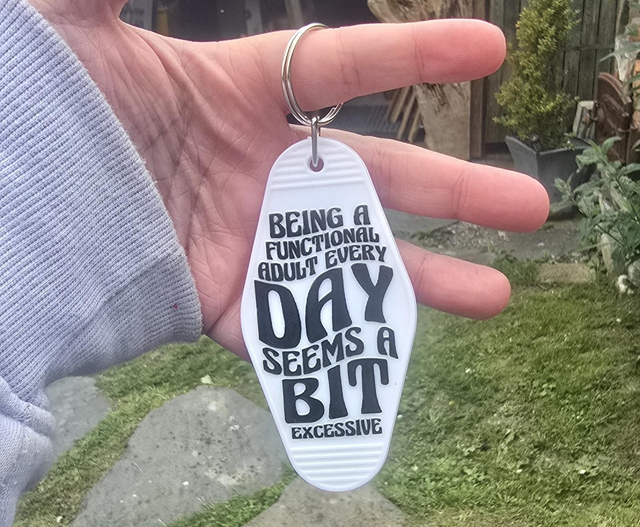 BEING A
FUNCTIONAL
ADULT EVERY
DAY
SEEMS A
BIT
EXCESSIVE